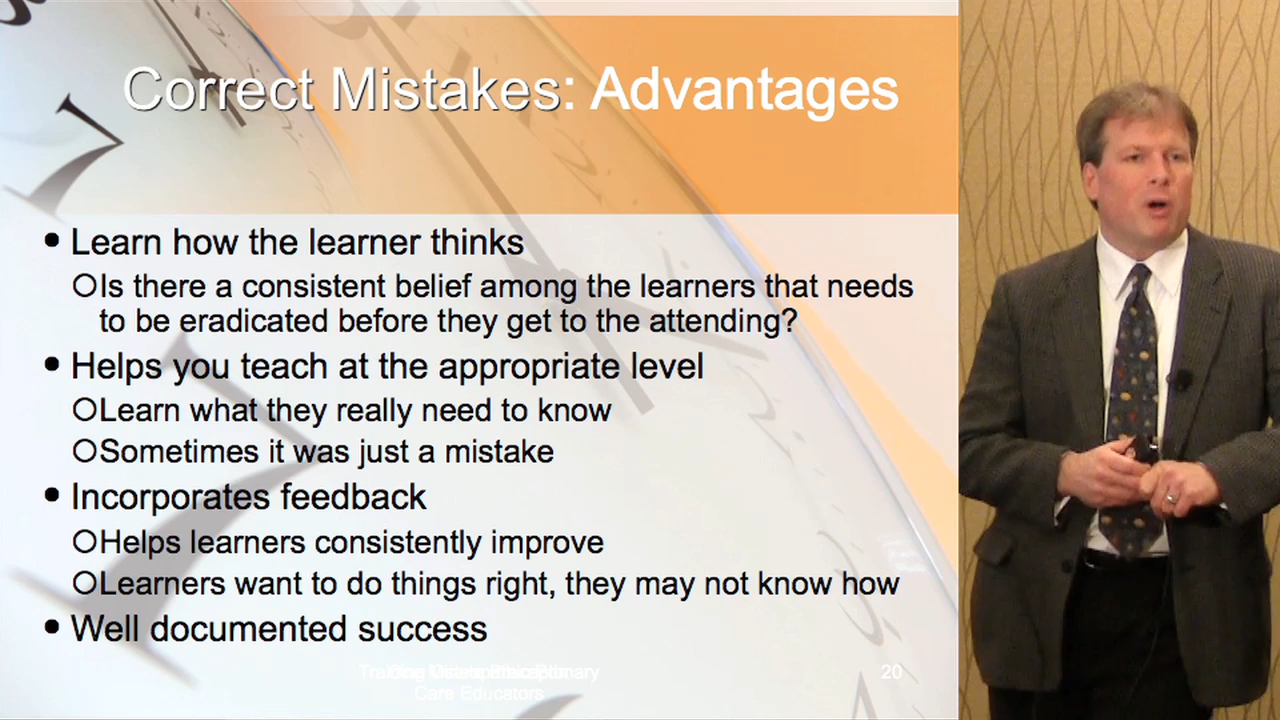 Correct Mistakes: Advantages
• Learn how the learner thinks
○Is there a consistent belief among the learners that needs
to be eradicated before they get to the attending?
• Helps you teach at the appropriate level
○Learn what they really need to know
○Sometimes it was just a mistake
• Incorporates feedback
○Helps learners consistently improve
○Learners want to do things right, they may not know how
• Well documented success
Care Educators
20